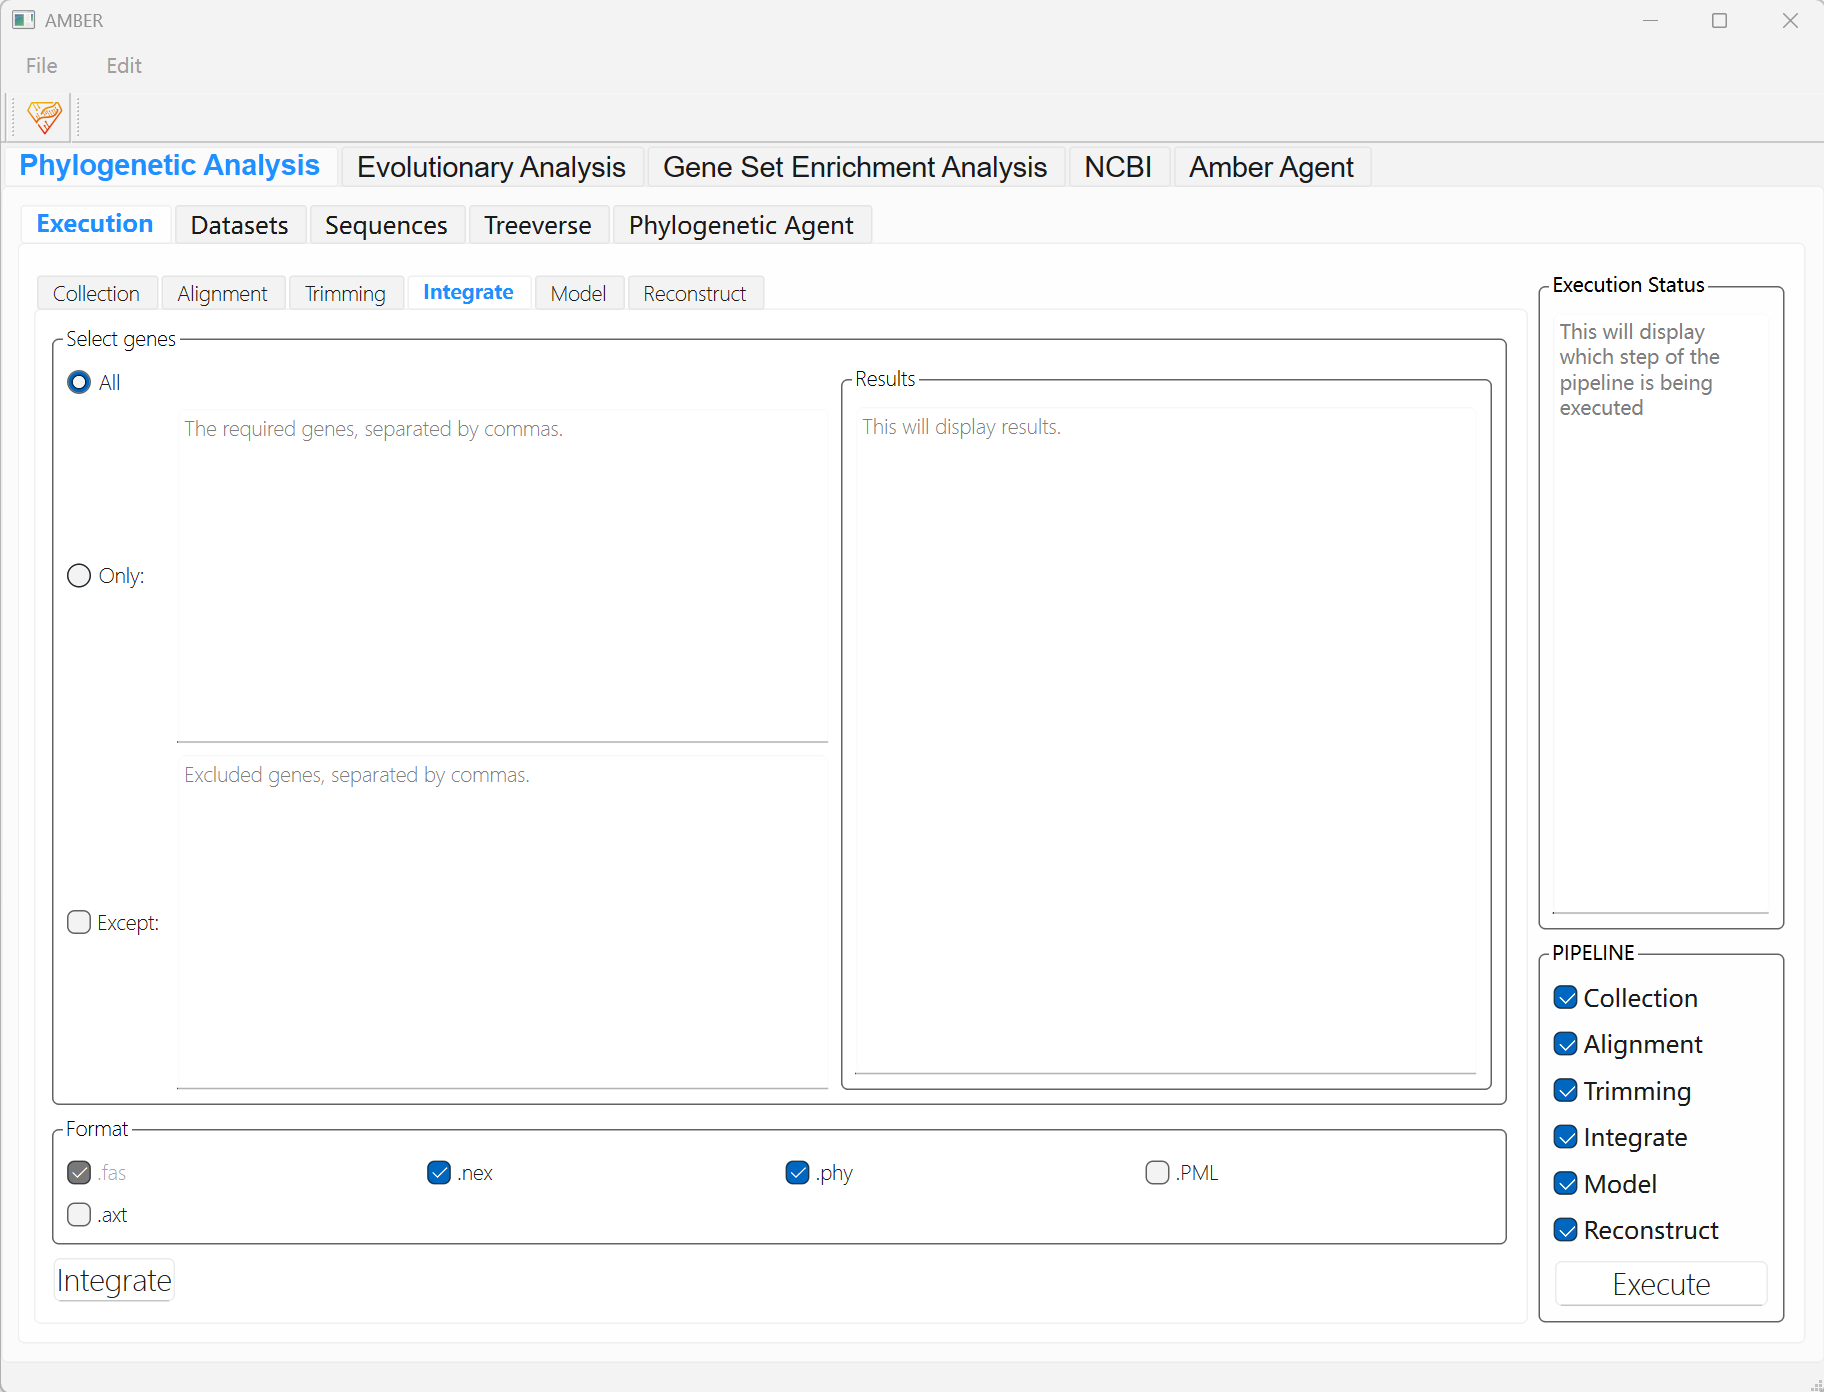 AMBER
File Edit
Phylogenetic Analysis Evolutionary Analysis Gene Set Enrichment Analysis NCBI Amber Agent
Execution Datasets Sequences Treeverse Phylogenetic Agent
Collection Alignment Trimming Integrate Model Reconstruct
Select genes
All
The required genes, separated by commas.
Only:
Excluded genes, separated by commas.
Except:
Results
This will display results.
Format
.fas .nex .phy .PML
.axt
Integrate
Execution Status
This will display
which step of the
pipeline is being
executed
PIPELINE
Collection
Alignment
Trimming
Integrate
Model
Reconstruct
Execute